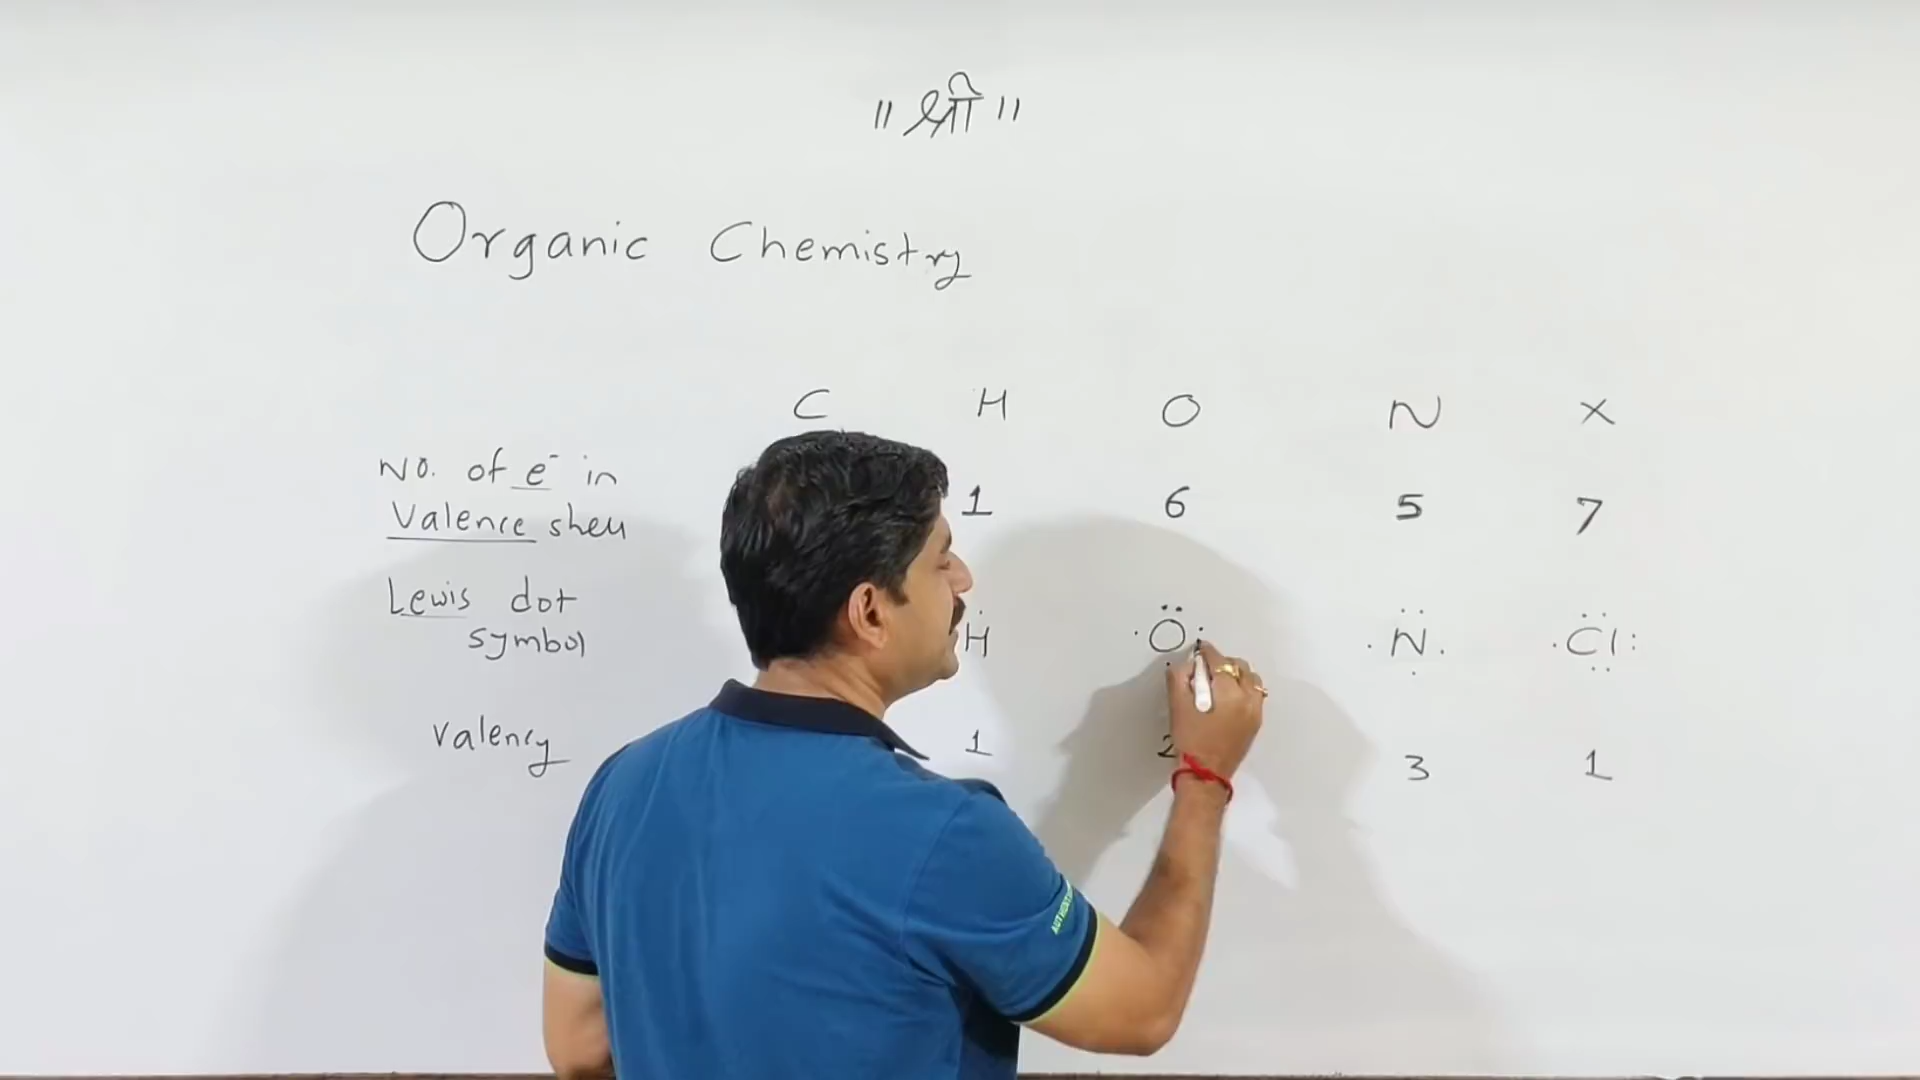 ॥ श्री ॥
Organic Chemistry
C H O N X
No. of e⁻ in
Valence shell 1 6 5 7
Lewis dot
symbol H O N Cl
valency 1 2 3 1